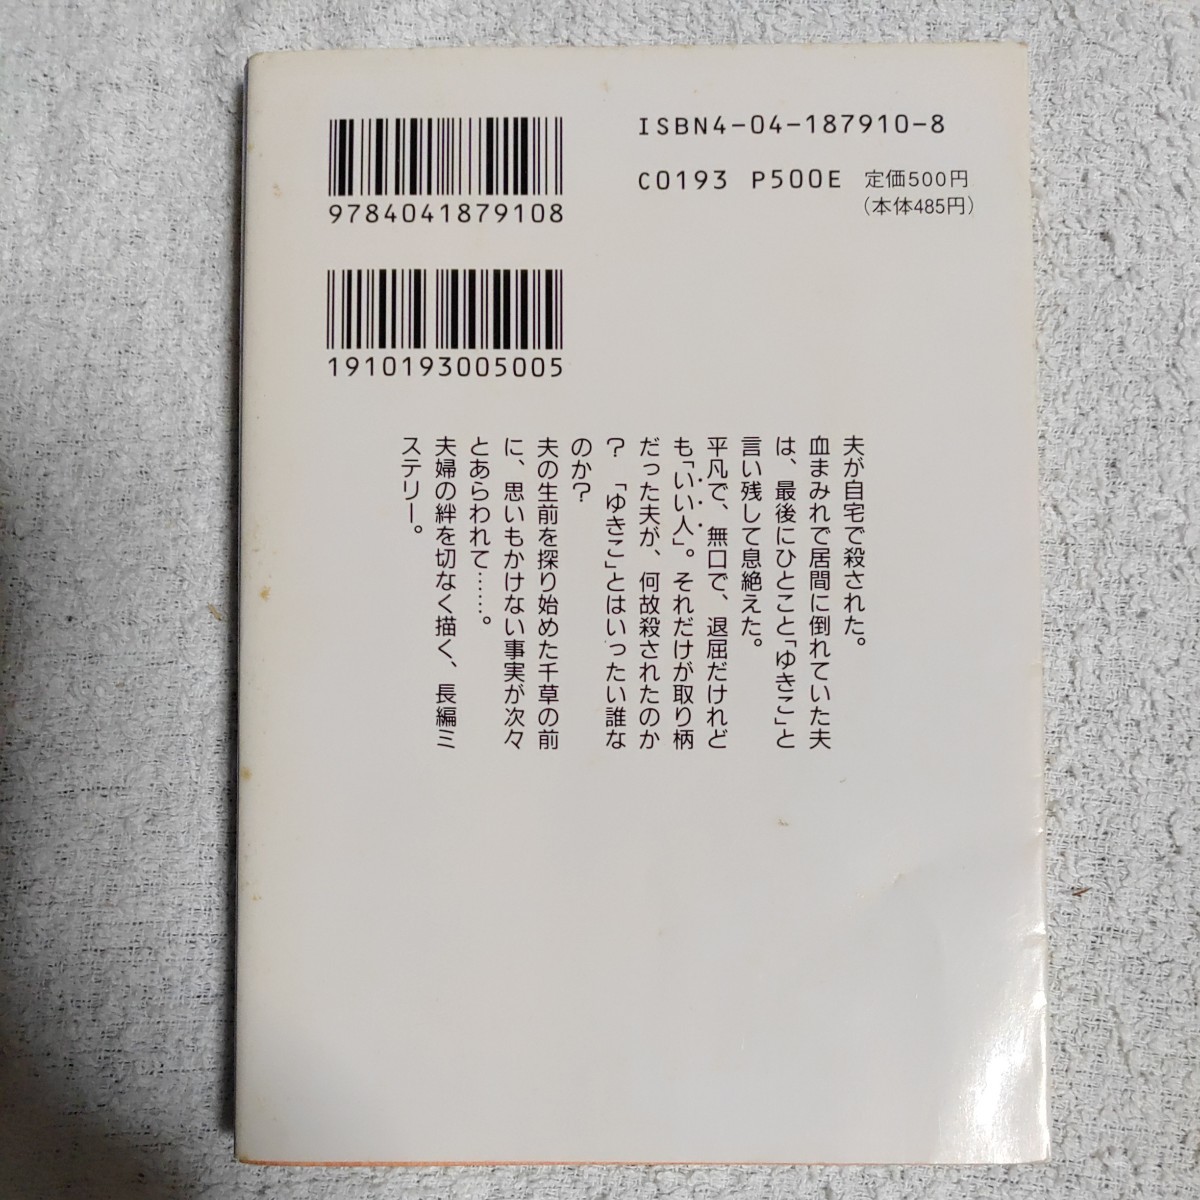 ISBN4-04-187910-8
C0193 P500E 定価500円
(本体485円)
9784041879108
1910193005005
夫が自宅で殺された。
血まみれで居間に倒れていた夫
は、最後にひとこと「ゆきこ」と
言い残して息絶えた。
平凡で、無口で、退屈だけれど
も「いい人」。それだけが取り柄
だった夫が、何故殺されたのか
？ 「ゆきこ」とはいったい誰な
のか？
夫の生前を探り始めた千草の前
に、思いもかけない事実が次々
とあらわれて……。
夫婦の絆を切なく描く、長編ミ
ステリー。